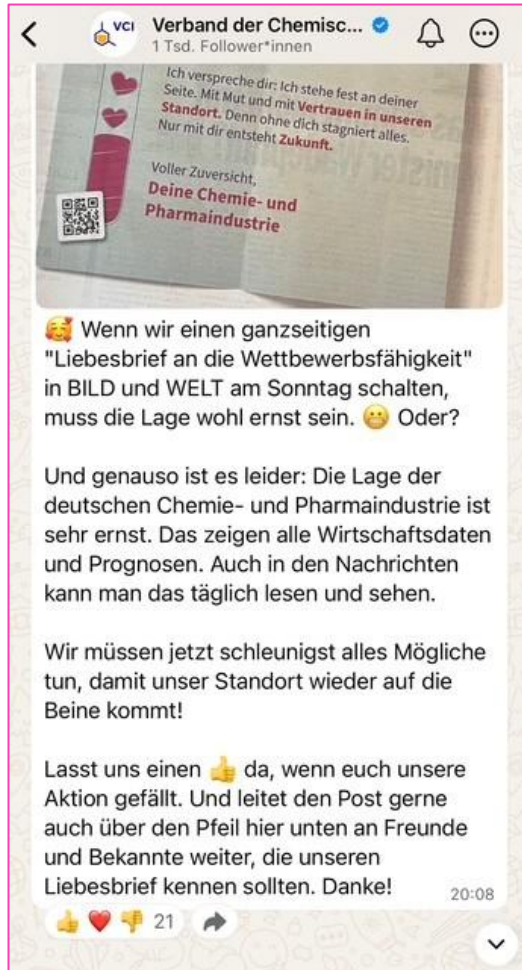 VCI
Verband der Chemisc...
1 Tsd. Follower*innen
Ich verspreche dir: Ich stehe fest an deiner
Seite. Mit Mut und mit Vertrauen in unseren
Standort. Denn ohne dich stagniert alles.
Nur mit dir entsteht Zukunft.
Voller Zuversicht,
Deine Chemie- und
Pharmaindustrie
🥰 Wenn wir einen ganzseitigen
"Liebesbrief an die Wettbewerbsfähigkeit"
in BILD und WELT am Sonntag schalten,
muss die Lage wohl ernst sein. 😬 Oder?
Und genauso ist es leider: Die Lage der
deutschen Chemie- und Pharmaindustrie ist
sehr ernst. Das zeigen alle Wirtschaftsdaten
und Prognosen. Auch in den Nachrichten
kann man das täglich lesen und sehen.
Wir müssen jetzt schleunigst alles Mögliche
tun, damit unser Standort wieder auf die
Beine kommt!
Lasst uns einen 👍 da, wenn euch unsere
Aktion gefällt. Und leitet den Post gerne
auch über den Pfeil hier unten an Freunde
und Bekannte weiter, die unseren
Liebesbrief kennen sollten. Danke!
20:08
👍 ❤️ 👎 21